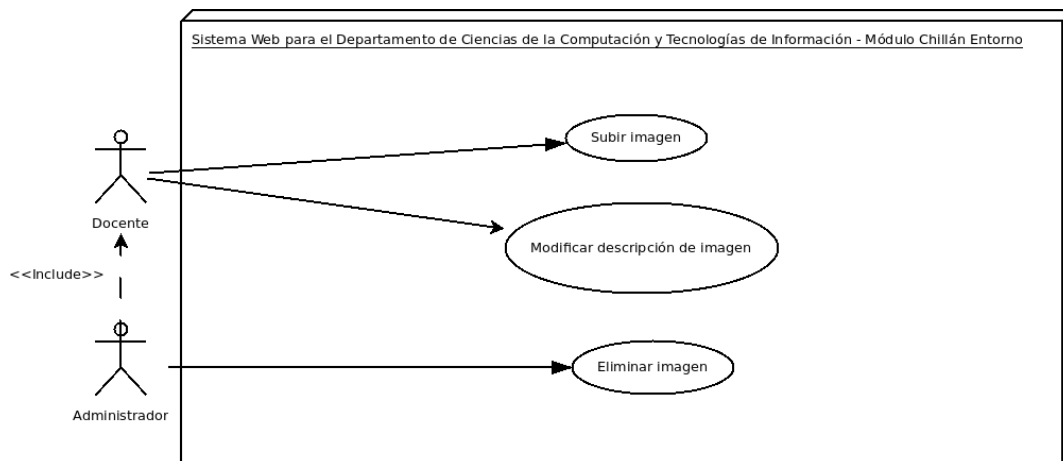 Sistema Web para el Departamento de Ciencias de la Computación y Tecnologías de Información - Módulo Chillán Entorno
Subir imagen
Docente
Modificar descripción de imagen
<<Include>>
Eliminar imagen
Administrador